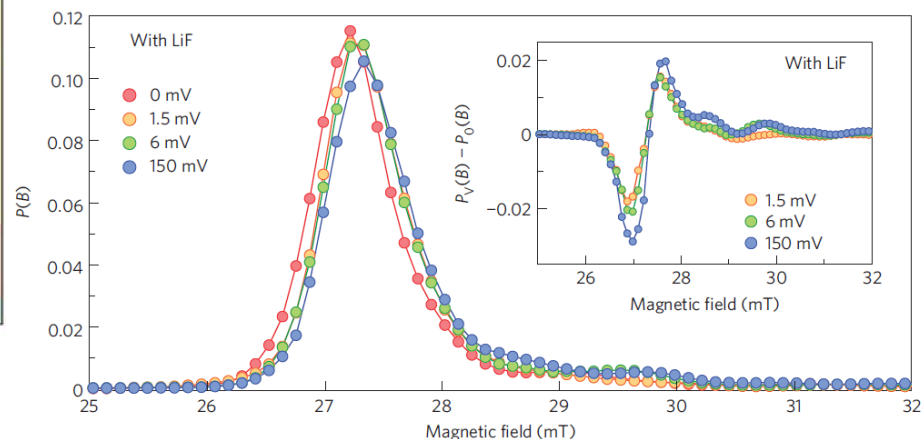 0.12
0.10
0.08
0.06
0.04
0.02
0
P(B)
With LiF
0 mV
1.5 mV
6 mV
150 mV
25
26
27
28
29
30
31
32
Magnetic field (mT)
0.02
0
−0.02
PV(B) − P0(B)
With LiF
1.5 mV
6 mV
150 mV
26
28
30
32
Magnetic field (mT)